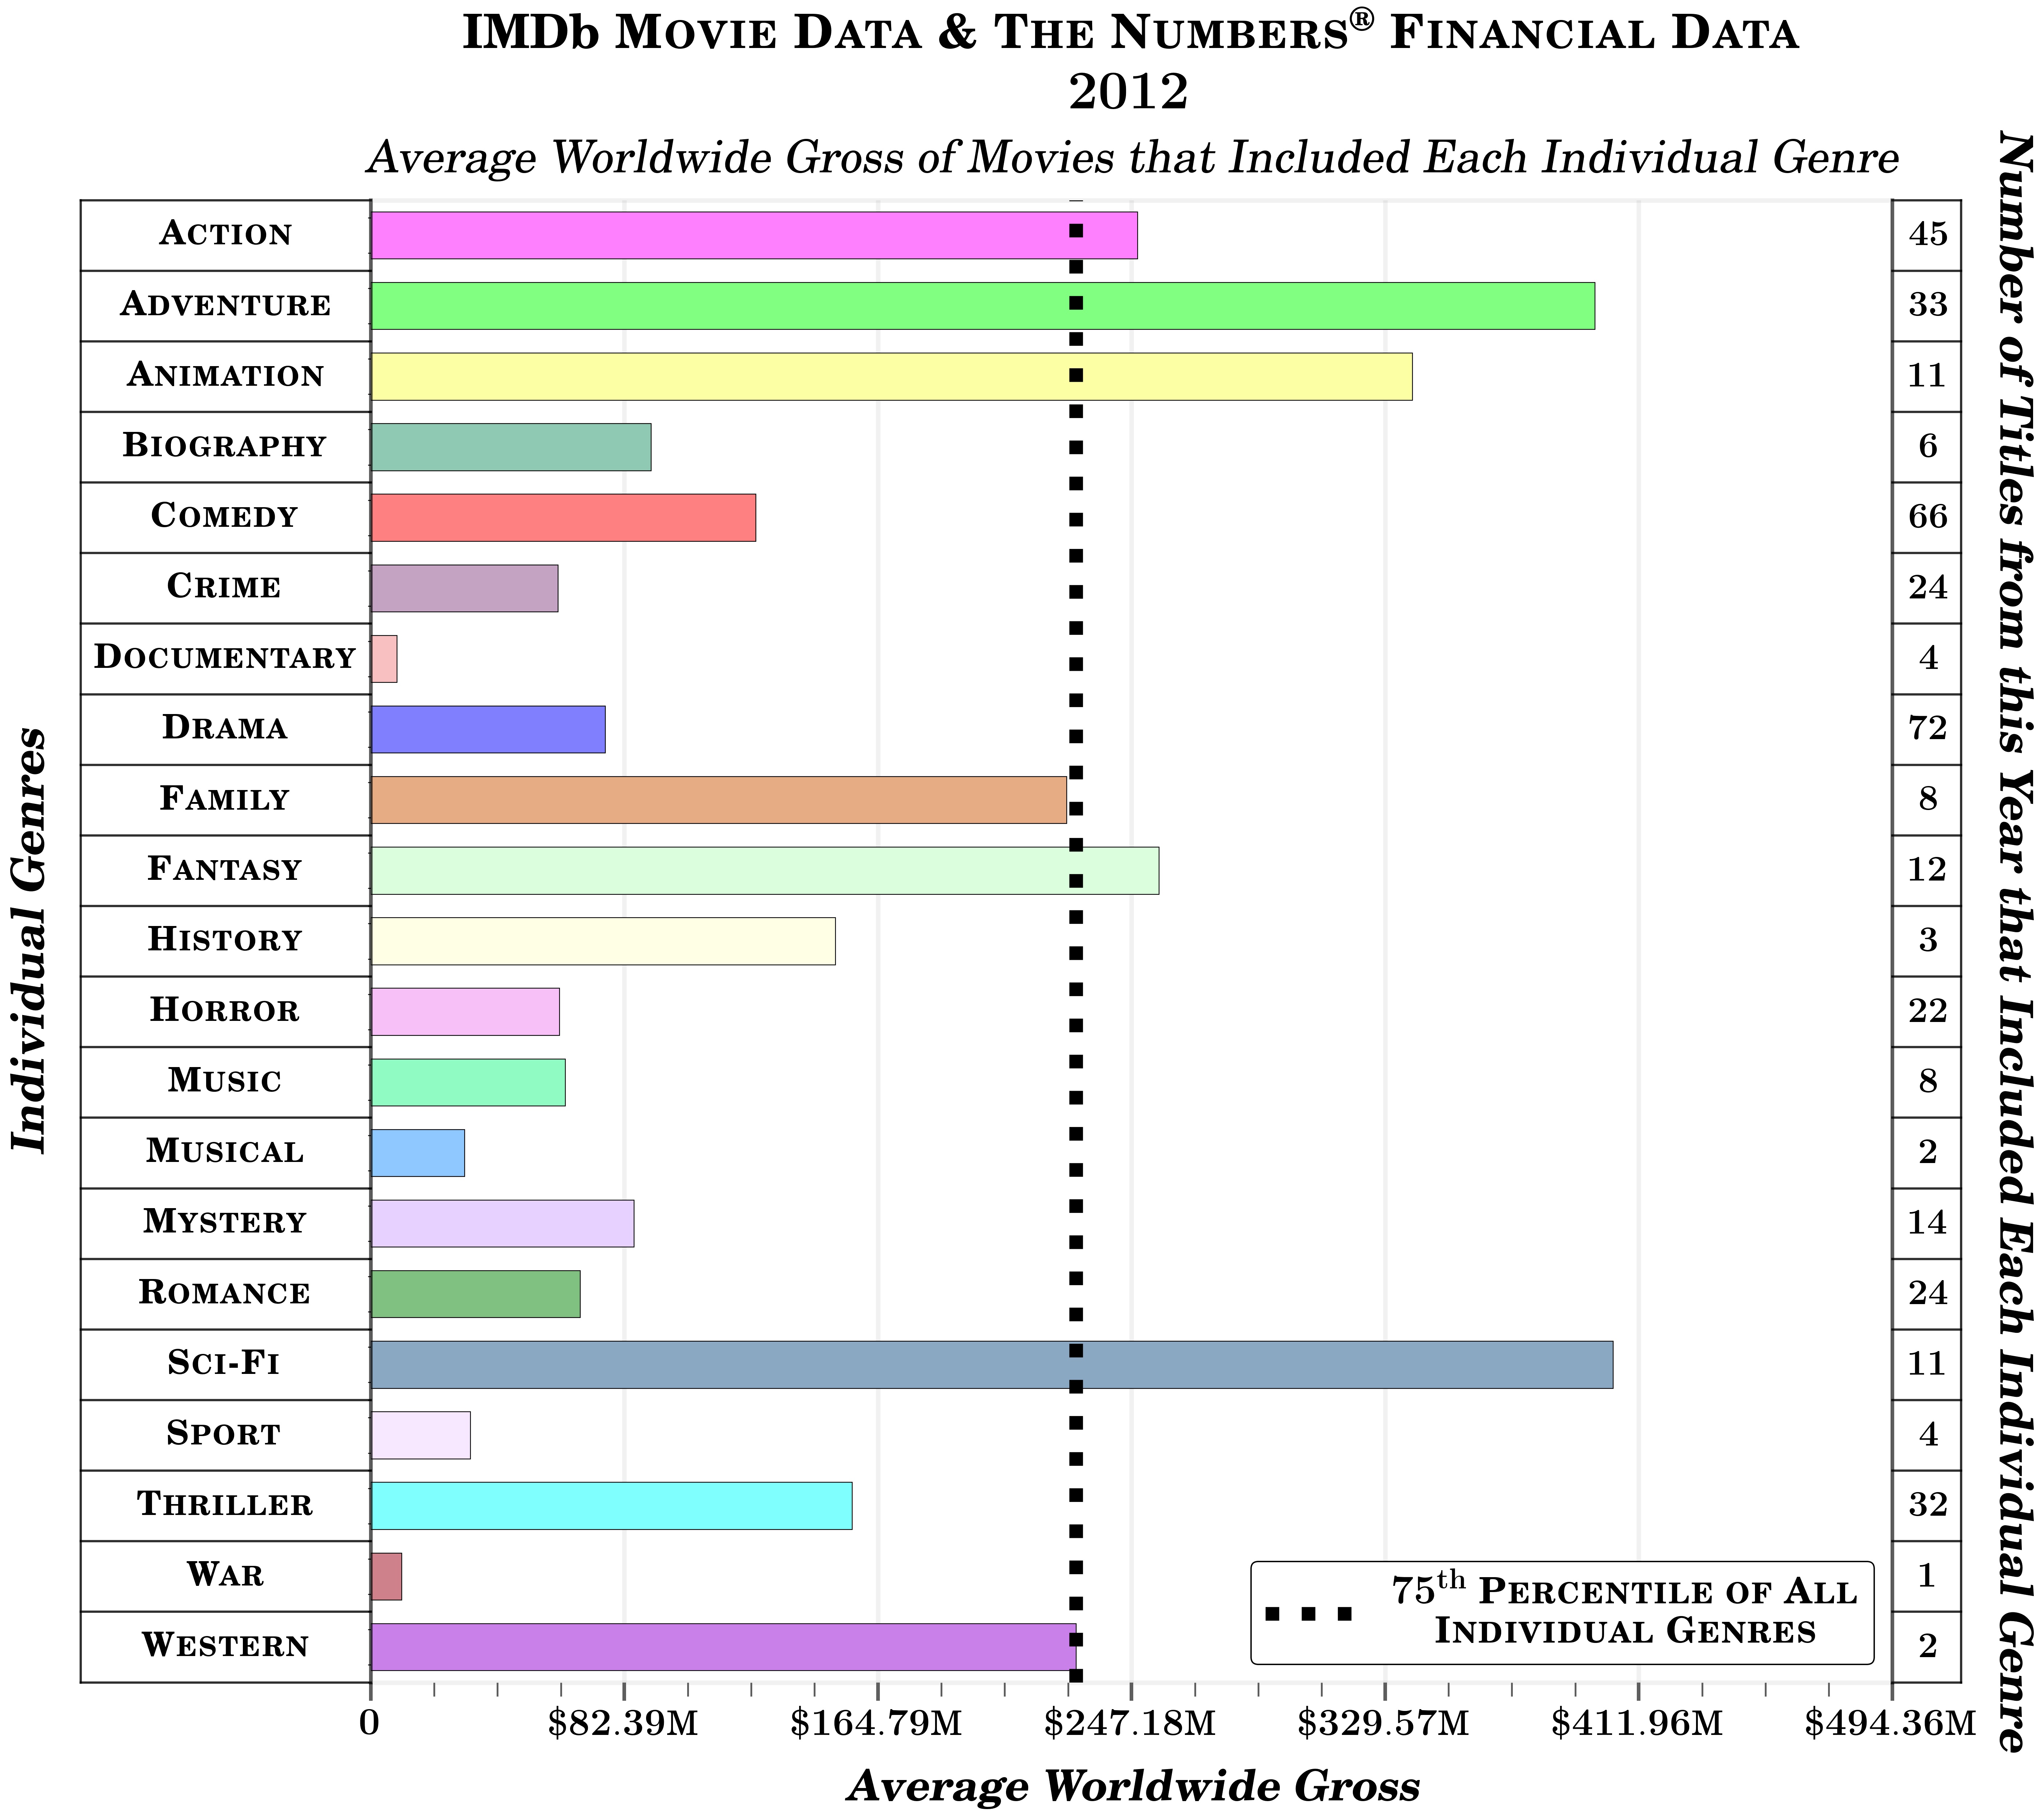 IMDb Movie Data & The Numbers® Financial Data
2012
Average Worldwide Gross of Movies that Included Each Individual Genre
Individual Genres
Action 45
Adventure 33
Animation 11
Biography 6
Comedy 66
Crime 24
Documentary 4
Drama 72
Family 8
Fantasy 12
History 3
Horror 22
Music 8
Musical 2
Mystery 14
Romance 24
Sci-Fi 11
Sport 4
Thriller 32
War 1
Western 2
75th Percentile of All
Individual Genres
0 $82.39M $164.79M $247.18M $329.57M $411.96M $494.36M
Average Worldwide Gross
Number of Titles from this Year that Included Each Individual Genre